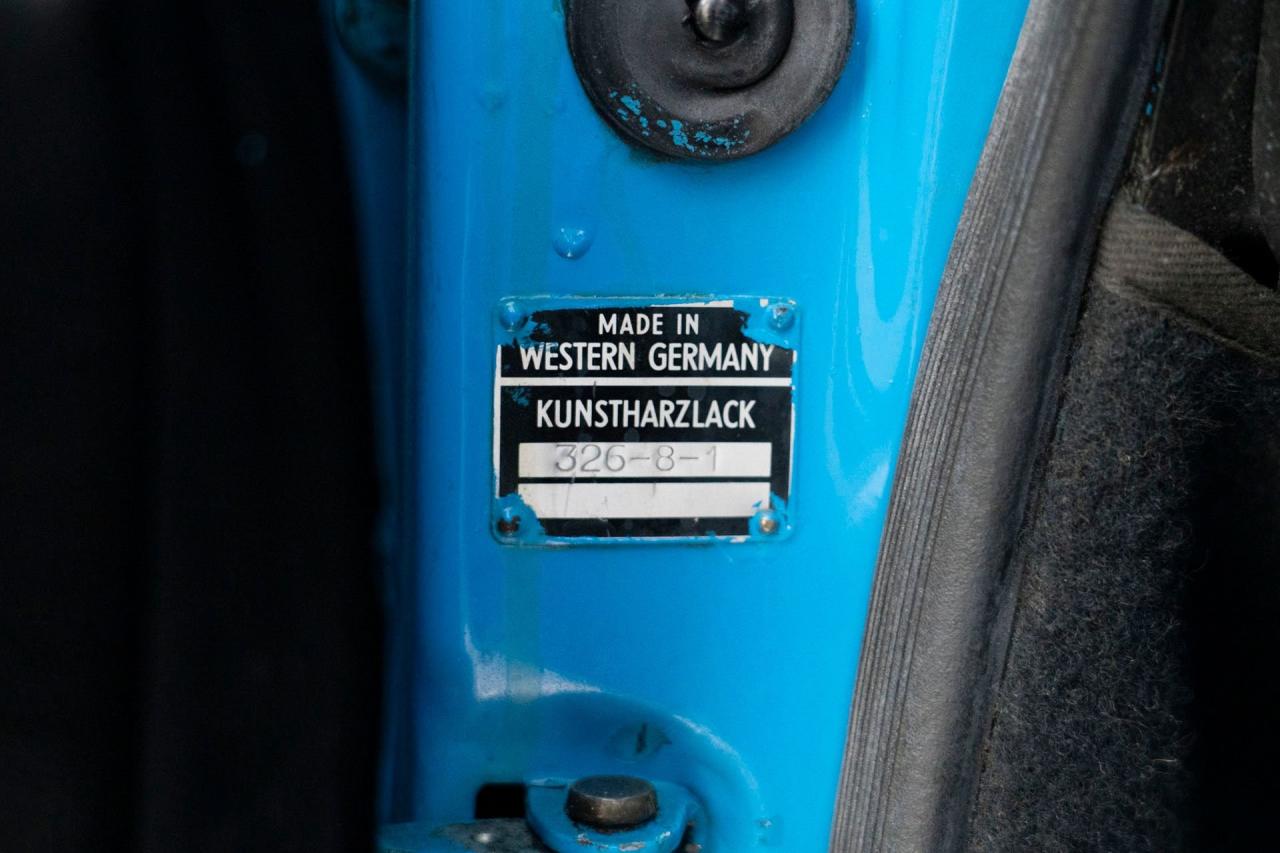 MADE IN
WESTERN GERMANY
KUNSTHARZLACK
326-8-1